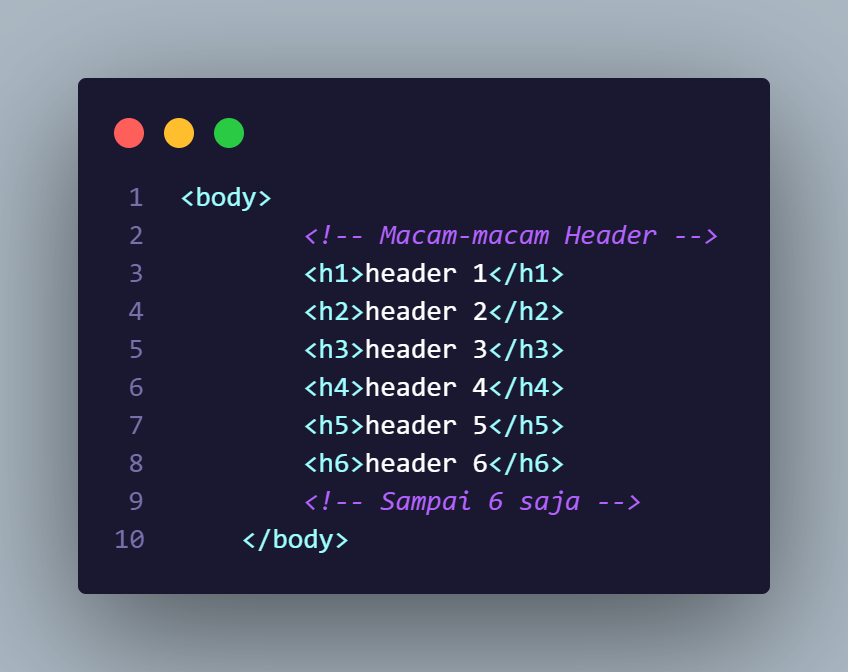 1 <body>
2 <!-- Macam-macam Header -->
3 <h1>header 1</h1>
4 <h2>header 2</h2>
5 <h3>header 3</h3>
6 <h4>header 4</h4>
7 <h5>header 5</h5>
8 <h6>header 6</h6>
9 <!-- Sampai 6 saja -->
10 </body>